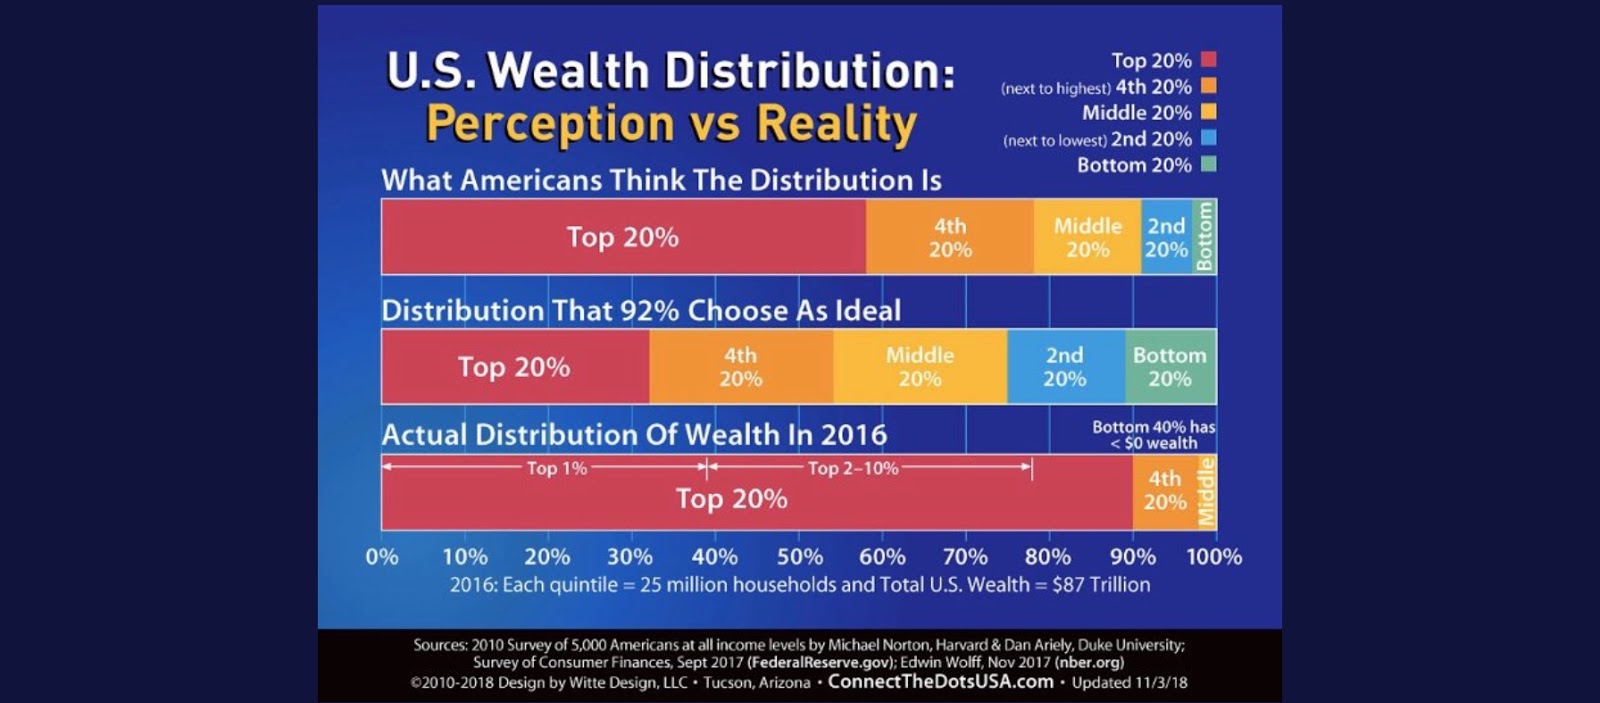 U.S. Wealth Distribution:
Perception vs Reality
Top 20%
(next to highest) 4th 20%
Middle 20%
(next to lowest) 2nd 20%
Bottom 20%
What Americans Think The Distribution Is
Top 20%
4th
20%
Middle
20%
2nd
20%
Bottom
Distribution That 92% Choose As Ideal
Top 20%
4th
20%
Middle
20%
2nd
20%
Bottom
20%
Actual Distribution Of Wealth In 2016
Bottom 40% has
< $0 wealth
Top 1%
Top 2–10%
Top 20%
4th
20%
Middle
0% 10% 20% 30% 40% 50% 60% 70% 80% 90% 100%
2016: Each quintile = 25 million households and Total U.S. Wealth = $87 Trillion
Sources: 2010 Survey of 5,000 Americans at all income levels by Michael Norton, Harvard & Dan Ariely, Duke University;
Survey of Consumer Finances, Sept 2017 (FederalReserve.gov); Edwin Wolff, Nov 2017 (nber.org)
©2010-2018 Design by Witte Design, LLC • Tucson, Arizona • ConnectTheDotsUSA.com • Updated 11/3/18